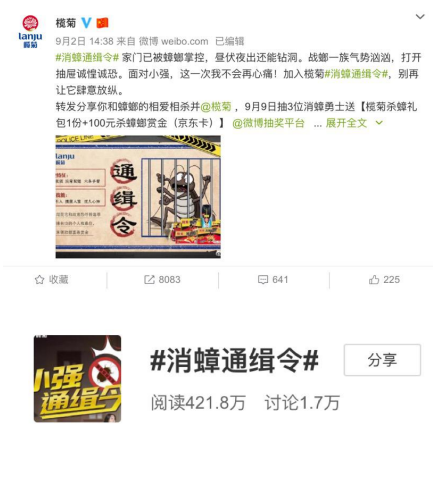 lanju
榄菊
榄菊
9月2日 14:38 来自 微博 weibo.com 已编辑
#消蟑通缉令# 家门已被蟑螂掌控，昼伏夜出还能钻洞。战鄉一族气势汹汹，打开
抽屉诚惶诚恐。面对小强，这一次我不会再心痛！加入榄菊#消蟑通缉令#，别再
让它肆意放纵。
转发分享你和蟑螂的相爱相杀并@榄菊 ，9月9日抽3位消蟑勇士送【榄菊杀蟑礼
包1份+100元杀蟑螂赏金（京东卡）】 @微博抽奖平台 ... 展开全文
lanju
榄菊
通缉令
收藏
8083
641
225
小强
通缉令
#消蟑通缉令#
分享
阅读421.8万 讨论1.7万